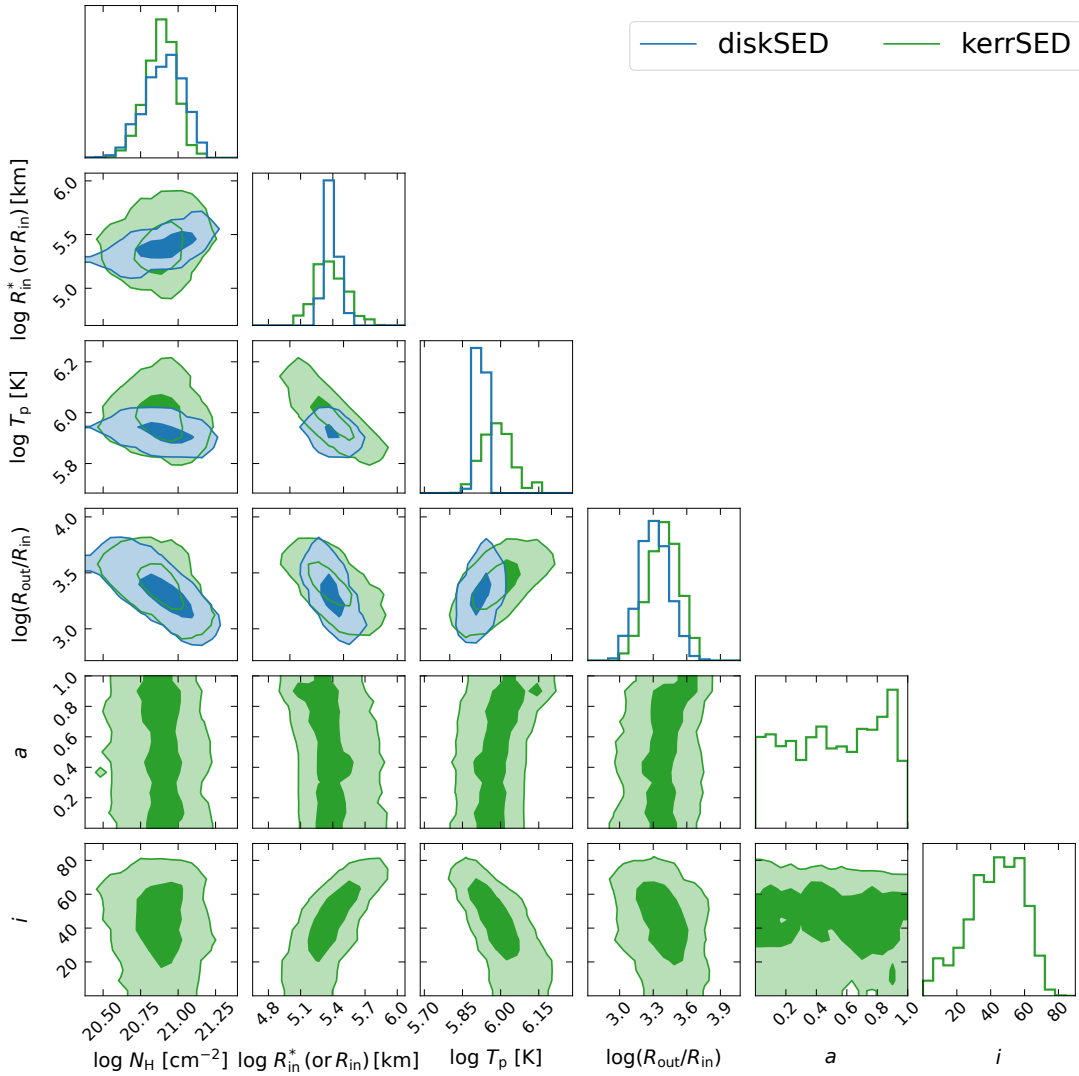 diskSED kerrSED
log R*in (or Rin) [km]
6.0
5.5
5.0
log Tp [K]
6.2
6.0
5.8
log(Rout/Rin)
4.0
3.5
3.0
a
1.0
0.8
0.6
0.4
0.2
i
80
60
40
20
20.50 20.75 21.00 21.25
4.8 5.1 5.4 5.7 6.0
5.70 5.85 6.00 6.15
3.0 3.3 3.6 3.9
0.2 0.4 0.6 0.8 1.0
20 40 60 80
log NH [cm−2] log R*in (or Rin) [km] log Tp [K] log(Rout/Rin) a i